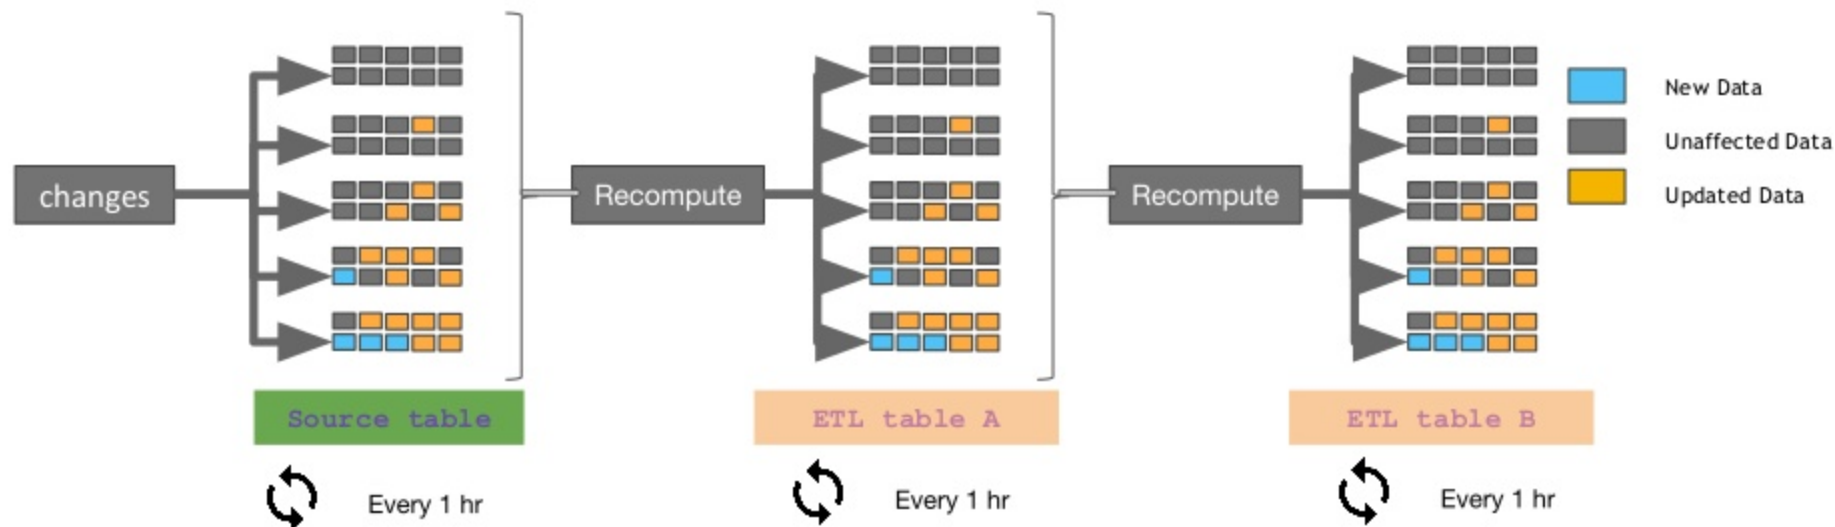 changes
Recompute
Recompute
New Data
Unaffected Data
Updated Data
Source table
ETL table A
ETL table B
Every 1 hr
Every 1 hr
Every 1 hr